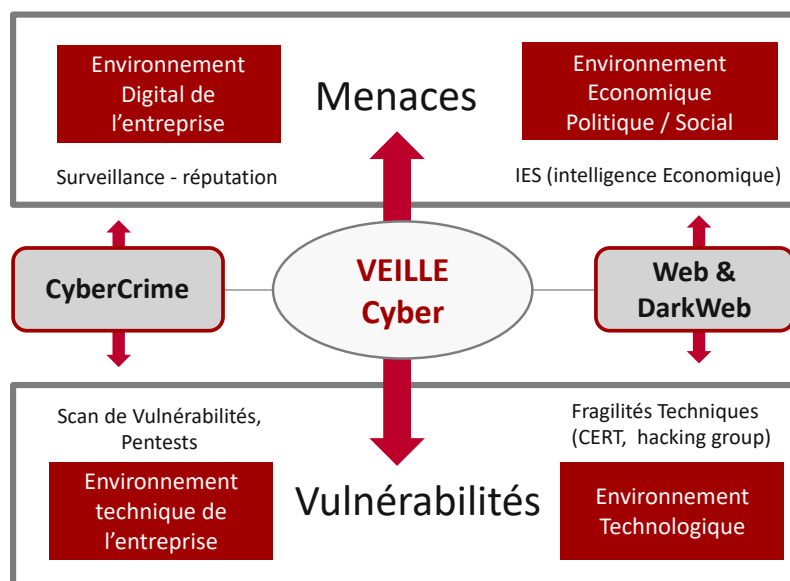 Environnement
Digital de
l'entreprise
Menaces
Environnement
Economique
Politique / Social
Surveillance - réputation
IES (intelligence Economique)
CyberCrime
VEILLE
Cyber
Web &
DarkWeb
Scan de Vulnérabilités,
Pentests
Fragilités Techniques
(CERT,  hacking group)
Environnement
technique de
l'entreprise
Vulnérabilités
Environnement
Technologique